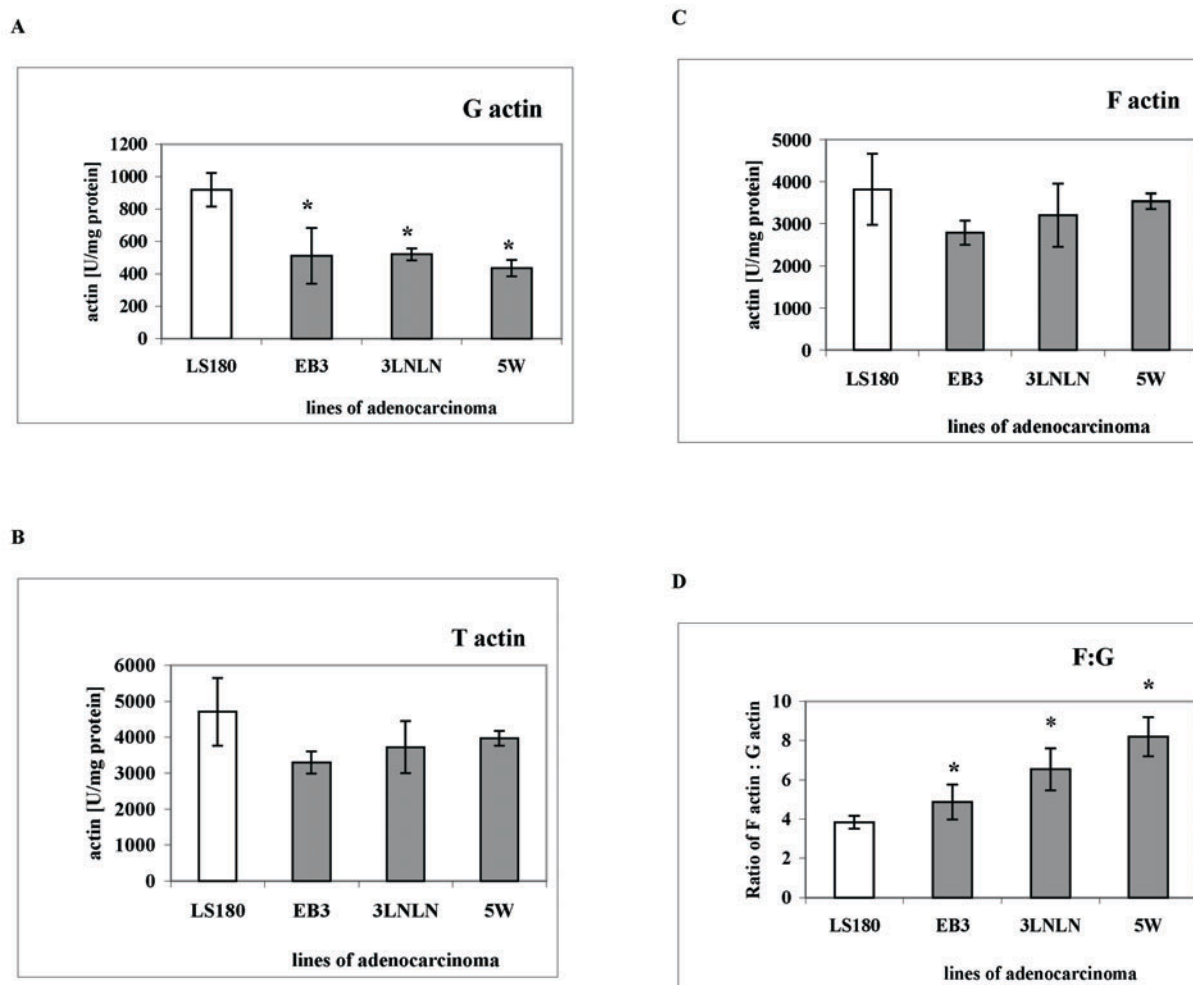 A
G actin
actin [U/mg protein]
1200
1000
800
600
400
200
0
*
*
*
LS180 EB3 3LNLN 5W
lines of adenocarcinoma
B
T actin
actin [U/mg protein]
6000
5000
4000
3000
2000
1000
0
LS180 EB3 3LNLN 5W
lines of adenocarcinoma
C
F actin
actin [U/mg protein]
5000
4000
3000
2000
1000
0
LS180 EB3 3LNLN 5W
lines of adenocarcinoma
D
F:G
Ratio of F actin : G actin
10
8
6
4
2
0
*
*
*
LS180 EB3 3LNLN 5W
lines of adenocarcinoma